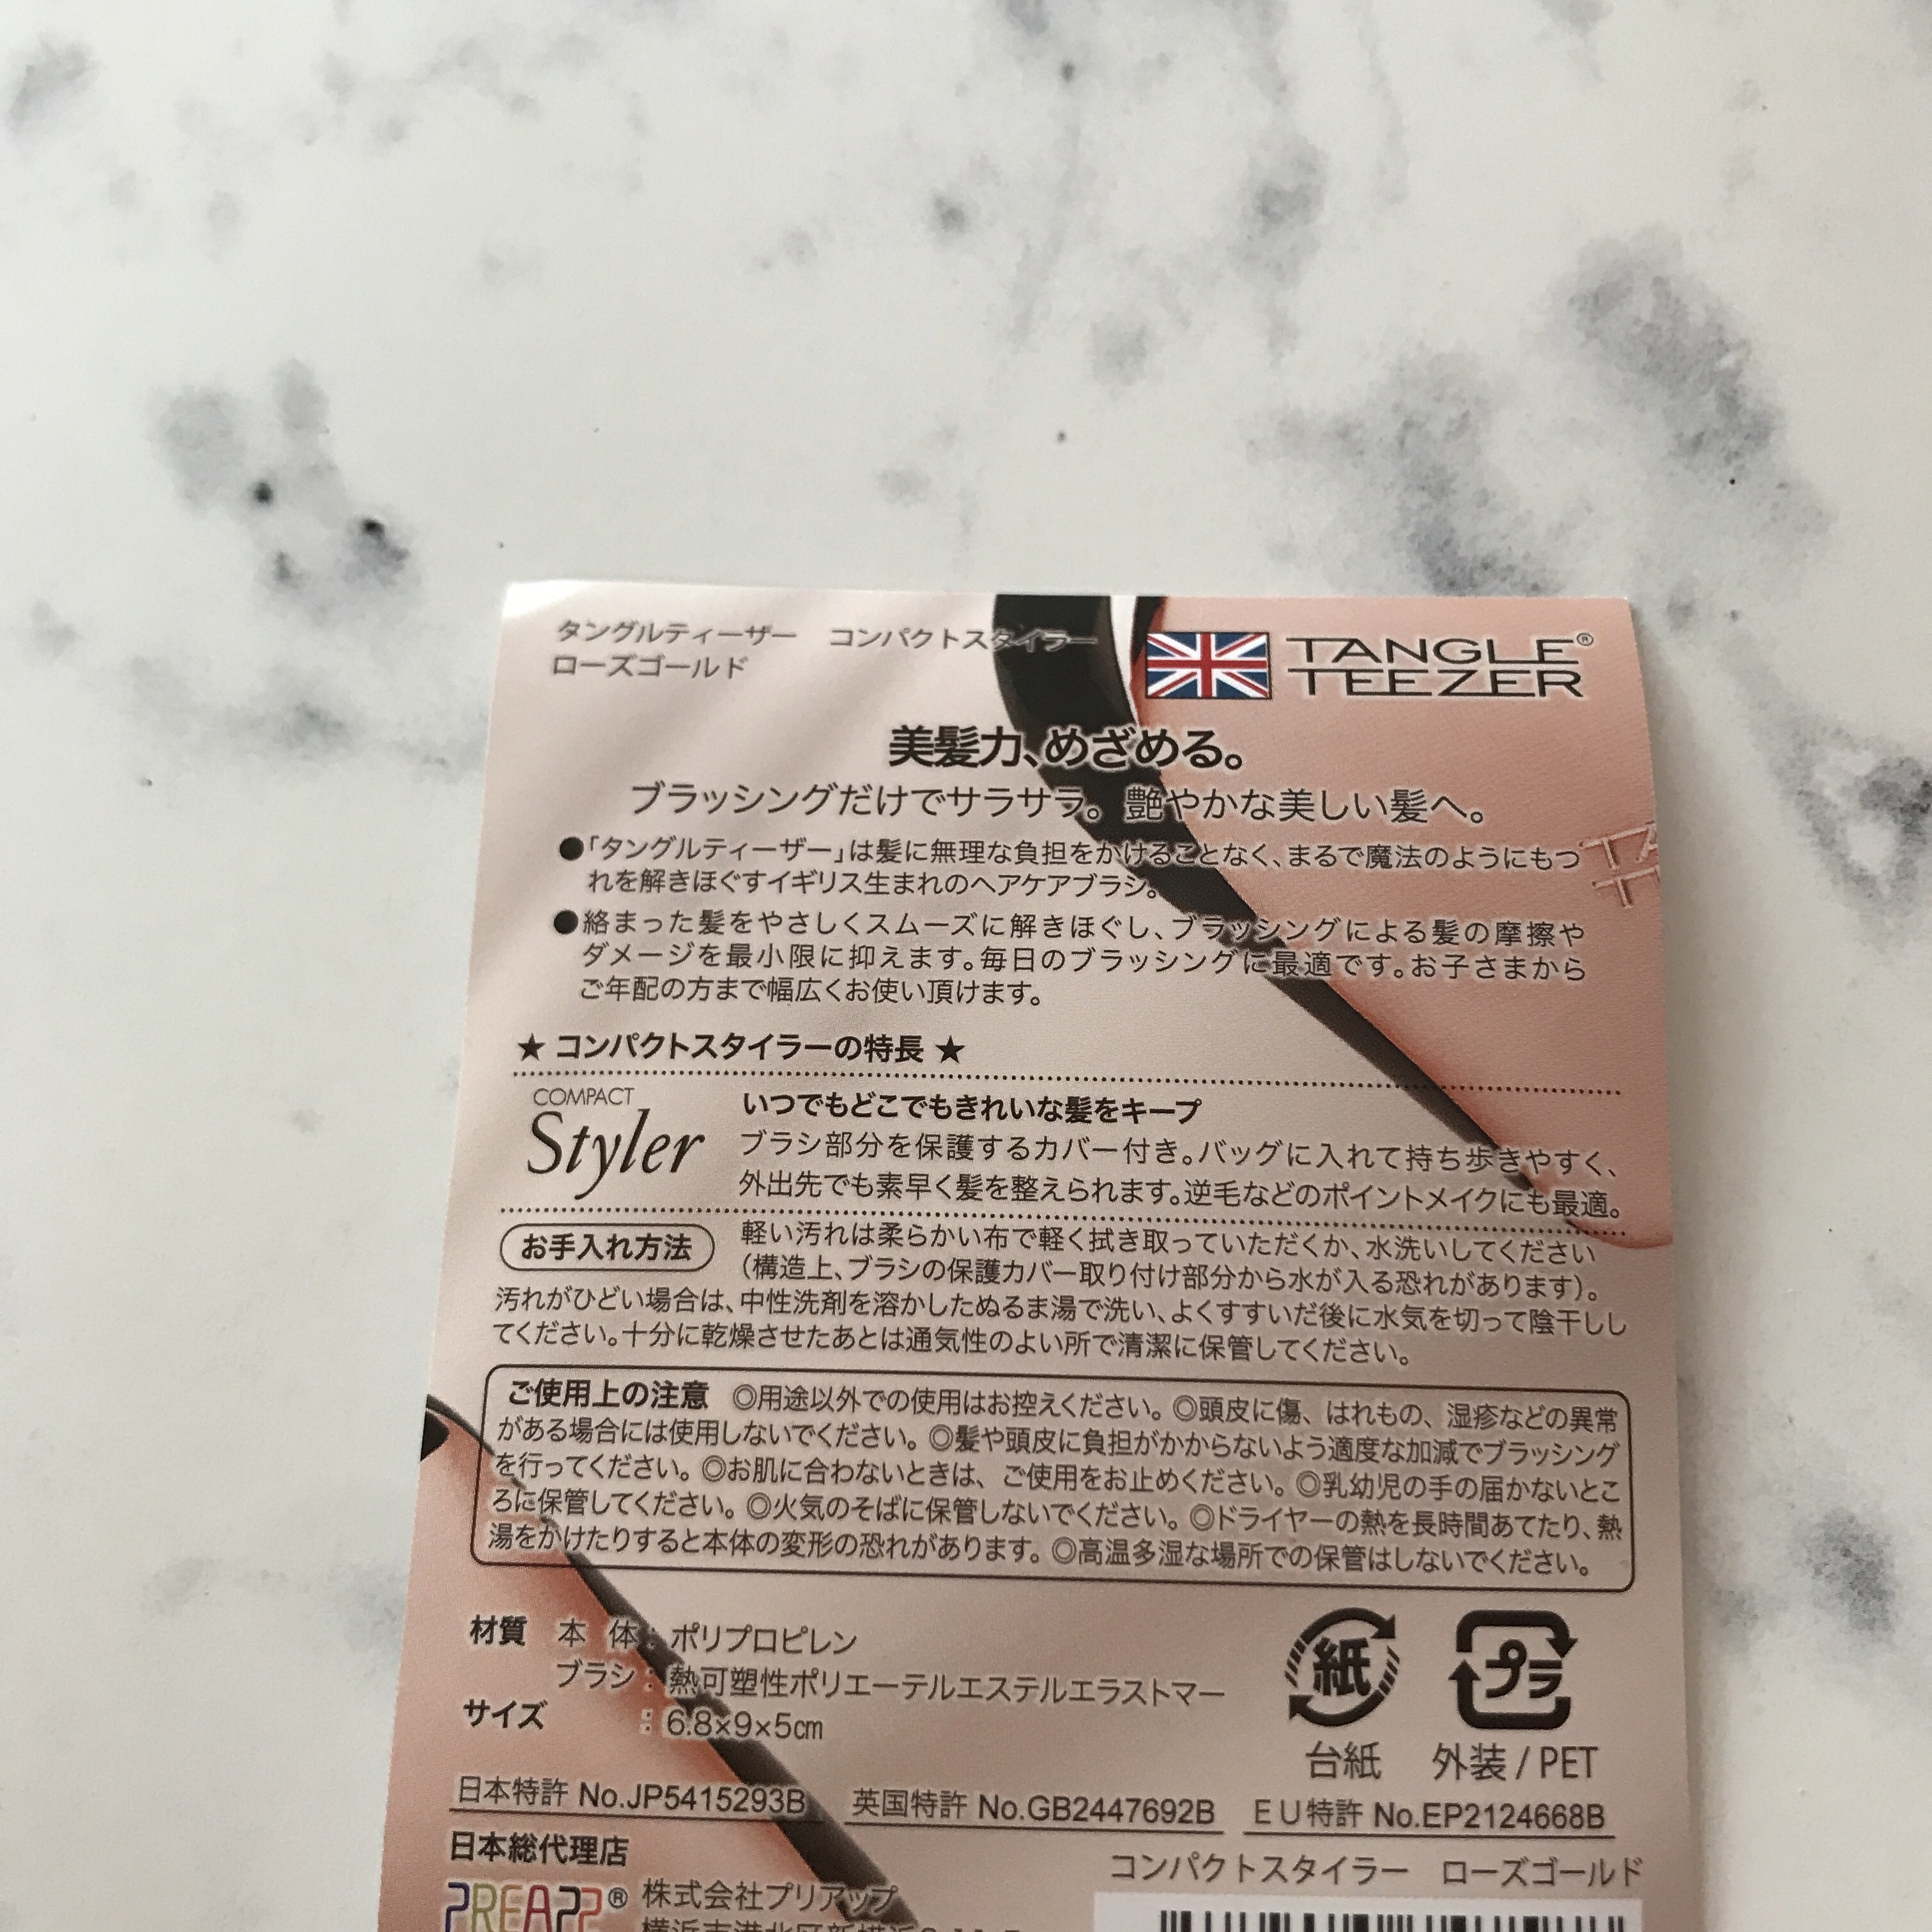 タングルティーザー　コンパクトスタイラー
ローズゴールド
TANGLE®
TEEZER
美髪力、めざめる。
ブラッシングだけでサラサラ。艶やかな美しい髪へ。
●「タングルティーザー」は髪に無理な負担をかけることなく、まるで魔法のようにもつ
れを解きほぐすイギリス生まれのヘアケアブラシ。
●絡まった髪をやさしくスムーズに解きほぐし、ブラッシングによる髪の摩擦や
ダメージを最小限に抑えます。毎日のブラッシングに最適です。お子さまから
ご年配の方まで幅広くお使い頂けます。
★ コンパクトスタイラーの特長 ★
COMPACT
Styler
いつでもどこでもきれいな髪をキープ
ブラシ部分を保護するカバー付き。バッグに入れて持ち歩きやすく、
外出先でも素早く髪を整えられます。逆毛などのポイントメイクにも最適。
お手入れ方法
軽い汚れは柔らかい布で軽く拭き取っていただくか、水洗いしてください
（構造上、ブラシの保護カバー取り付け部分から水が入る恐れがあります）。
汚れがひどい場合は、中性洗剤を溶かしたぬるま湯で洗い、よくすすいだ後に水気を切って陰干しし
てください。十分に乾燥させたあとは通気性のよい所で清潔に保管してください。
ご使用上の注意　◎用途以外での使用はお控えください。◎頭皮に傷、はれもの、湿疹などの異常
がある場合には使用しないでください。◎髪や頭皮に負担がかからないよう適度な加減でブラッシング
を行ってください。◎お肌に合わないときは、ご使用をお止めください。◎乳幼児の手の届かないとこ
ろに保管してください。◎火気のそばに保管しないでください。◎ドライヤーの熱を長時間あてたり、熱
湯をかけたりすると本体の変形の恐れがあります。◎高温多湿な場所での保管はしないでください。
材質　本　体：ポリプロピレン
ブラシ：熱可塑性ポリエーテルエステルエラストマー
サイズ　：6.8×9×5㎝
紙
プラ
台紙
外装 / PET
日本特許 No.JP5415293B　英国特許 No.GB2447692B　ＥＵ特許 No.EP2124668B
日本総代理店
コンパクトスタイラー　ローズゴールド
PREAPP® 株式会社プリアップ
横浜市港北区新横浜